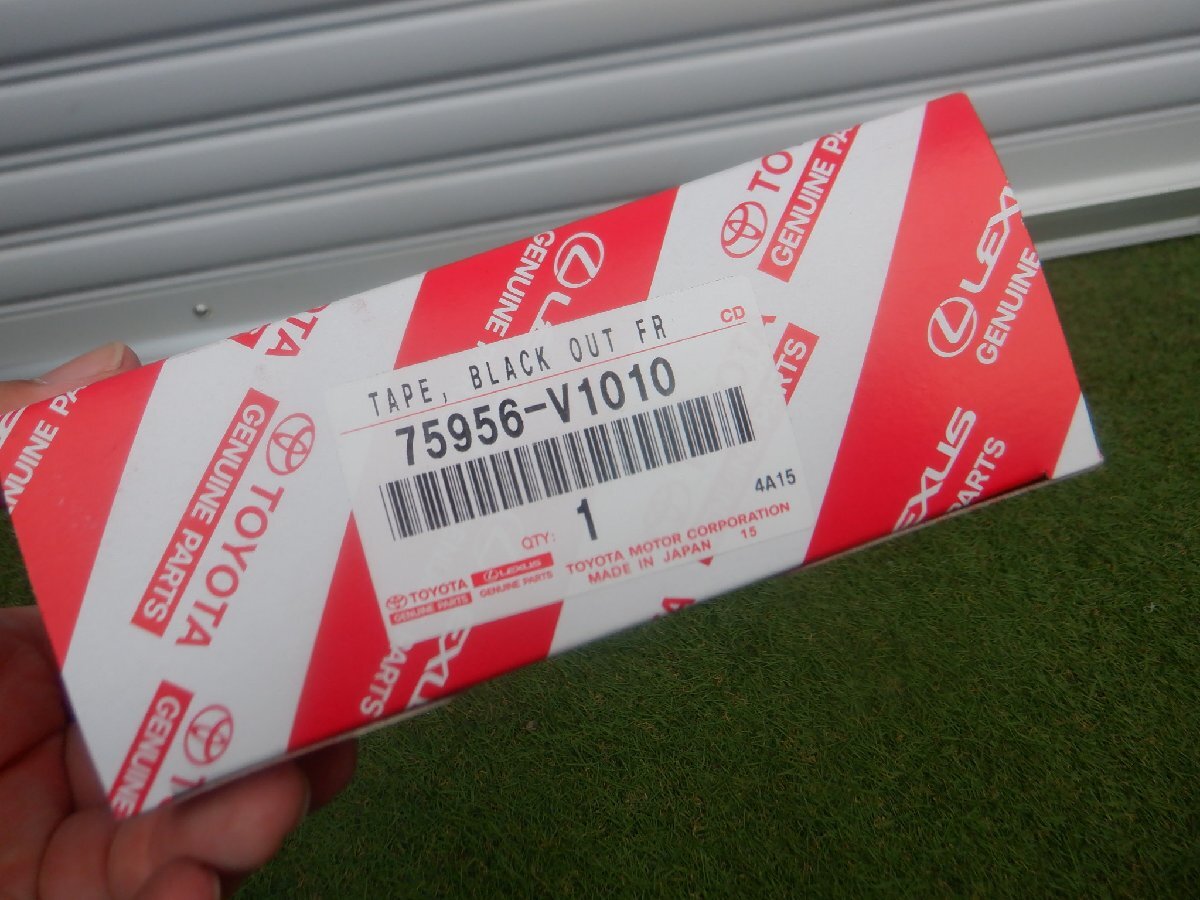 TAPE, BLACK OUT FR
CD
75956-V1010
QTY: 1
4A15
TOYOTA
GENUINE PARTS
LEXUS
GENUINE PARTS
TOYOTA MOTOR CORPORATION
MADE IN JAPAN 15
TOYOTA
GENUINE PARTS
GENUINE
LEXUS
GENUINE
PARTS